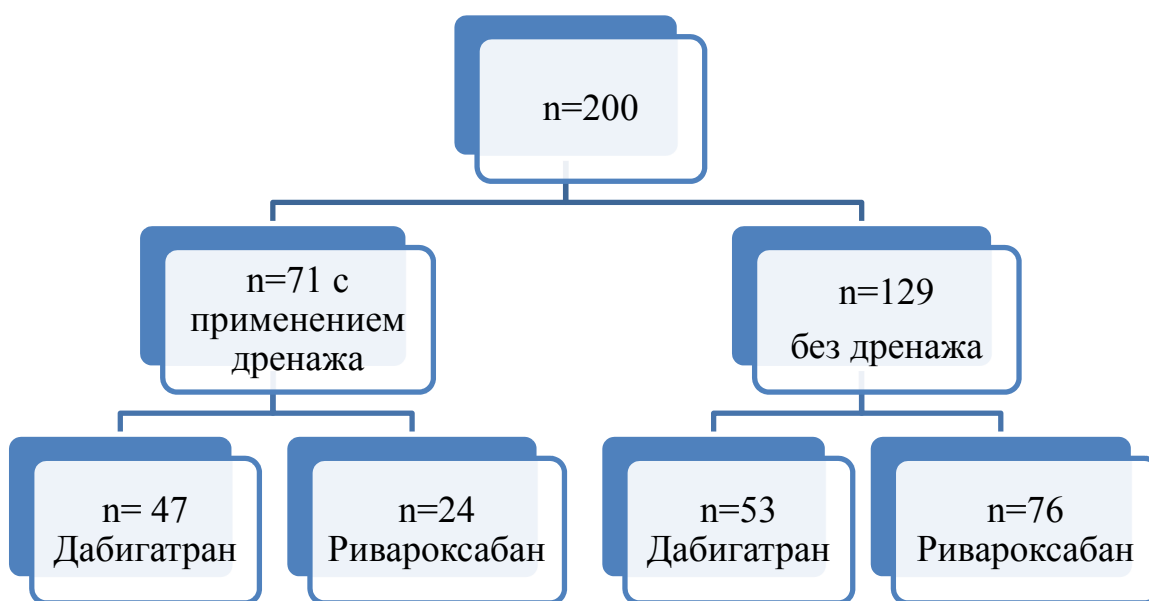 n=200
n=71 с
применением
дренажа
n=129
без дренажа
n= 47
Дабигатран
n=24
Ривароксабан
n=53
Дабигатран
n=76
Ривароксабан